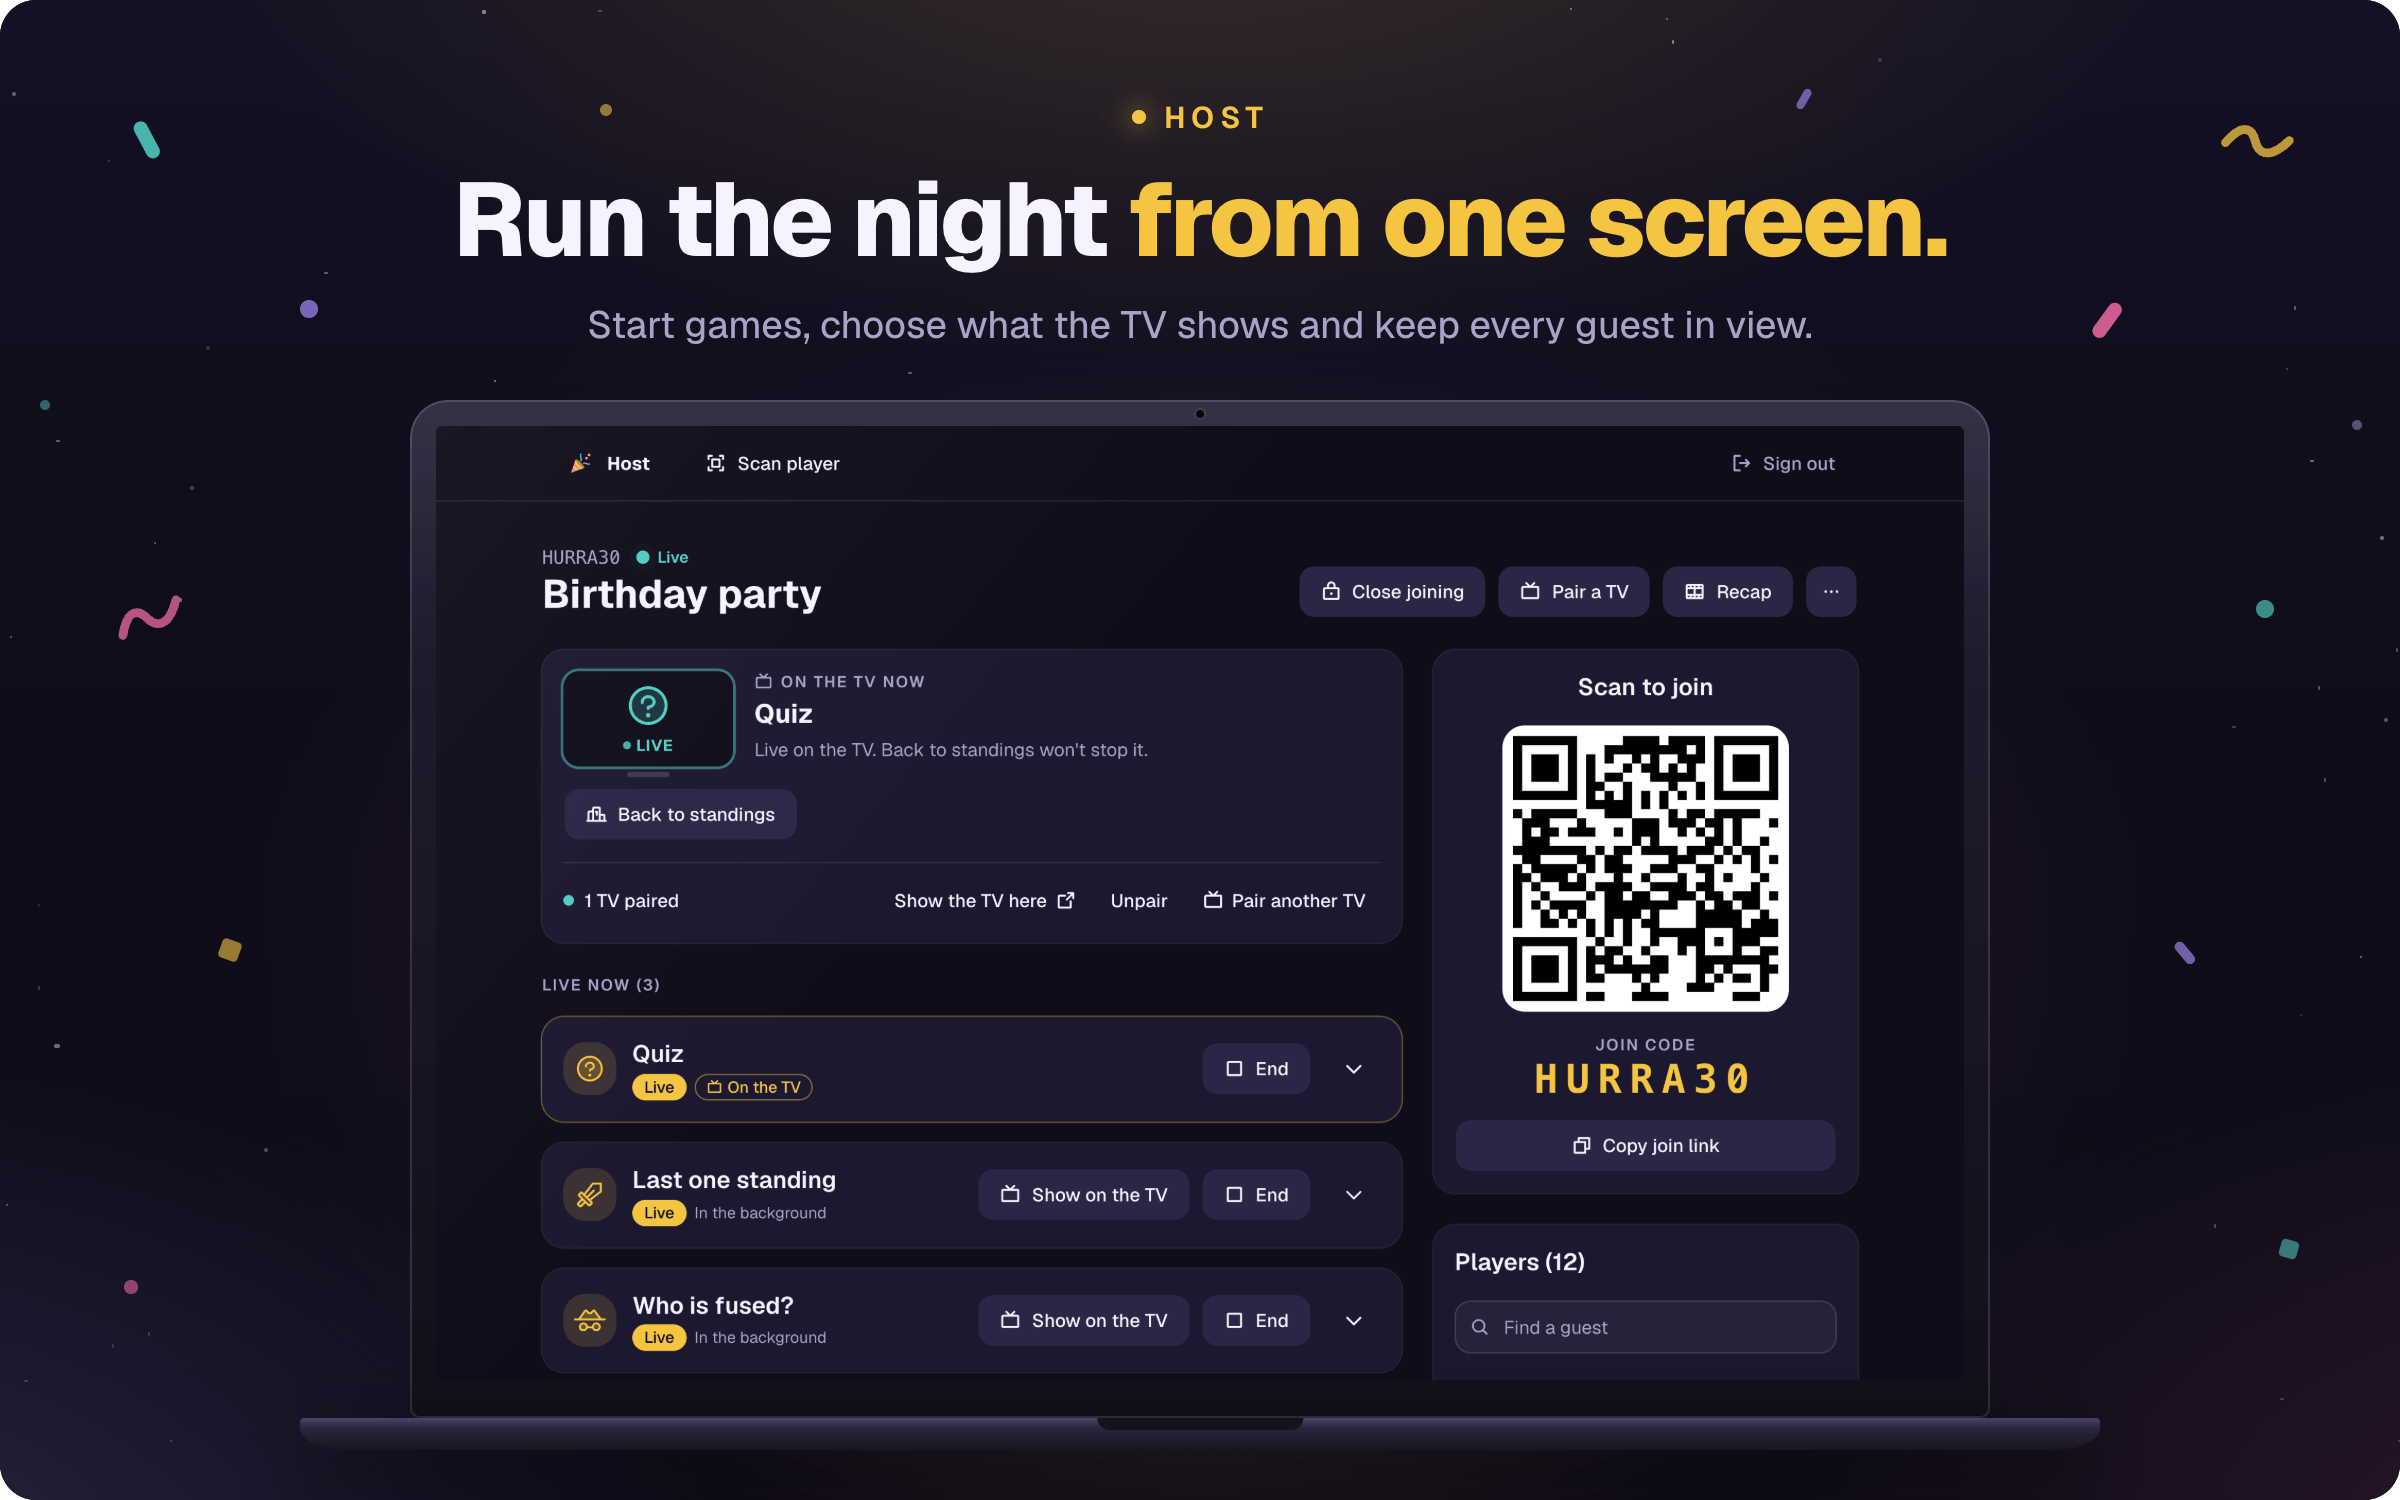 HOST
Run the night from one screen.
Start games, choose what the TV shows and keep every guest in view.
Host
Scan player
Sign out
HURRA30 Live
Birthday party
Close joining
Pair a TV
Recap
LIVE
ON THE TV NOW
Quiz
Live on the TV. Back to standings won't stop it.
Back to standings
1 TV paired
Show the TV here
Unpair
Pair another TV
LIVE NOW (3)
Quiz
Live
On the TV
End
Last one standing
Live
In the background
Show on the TV
End
Who is fused?
Live
In the background
Show on the TV
End
Scan to join
JOIN CODE
HURRA30
Copy join link
Players (12)
Find a guest